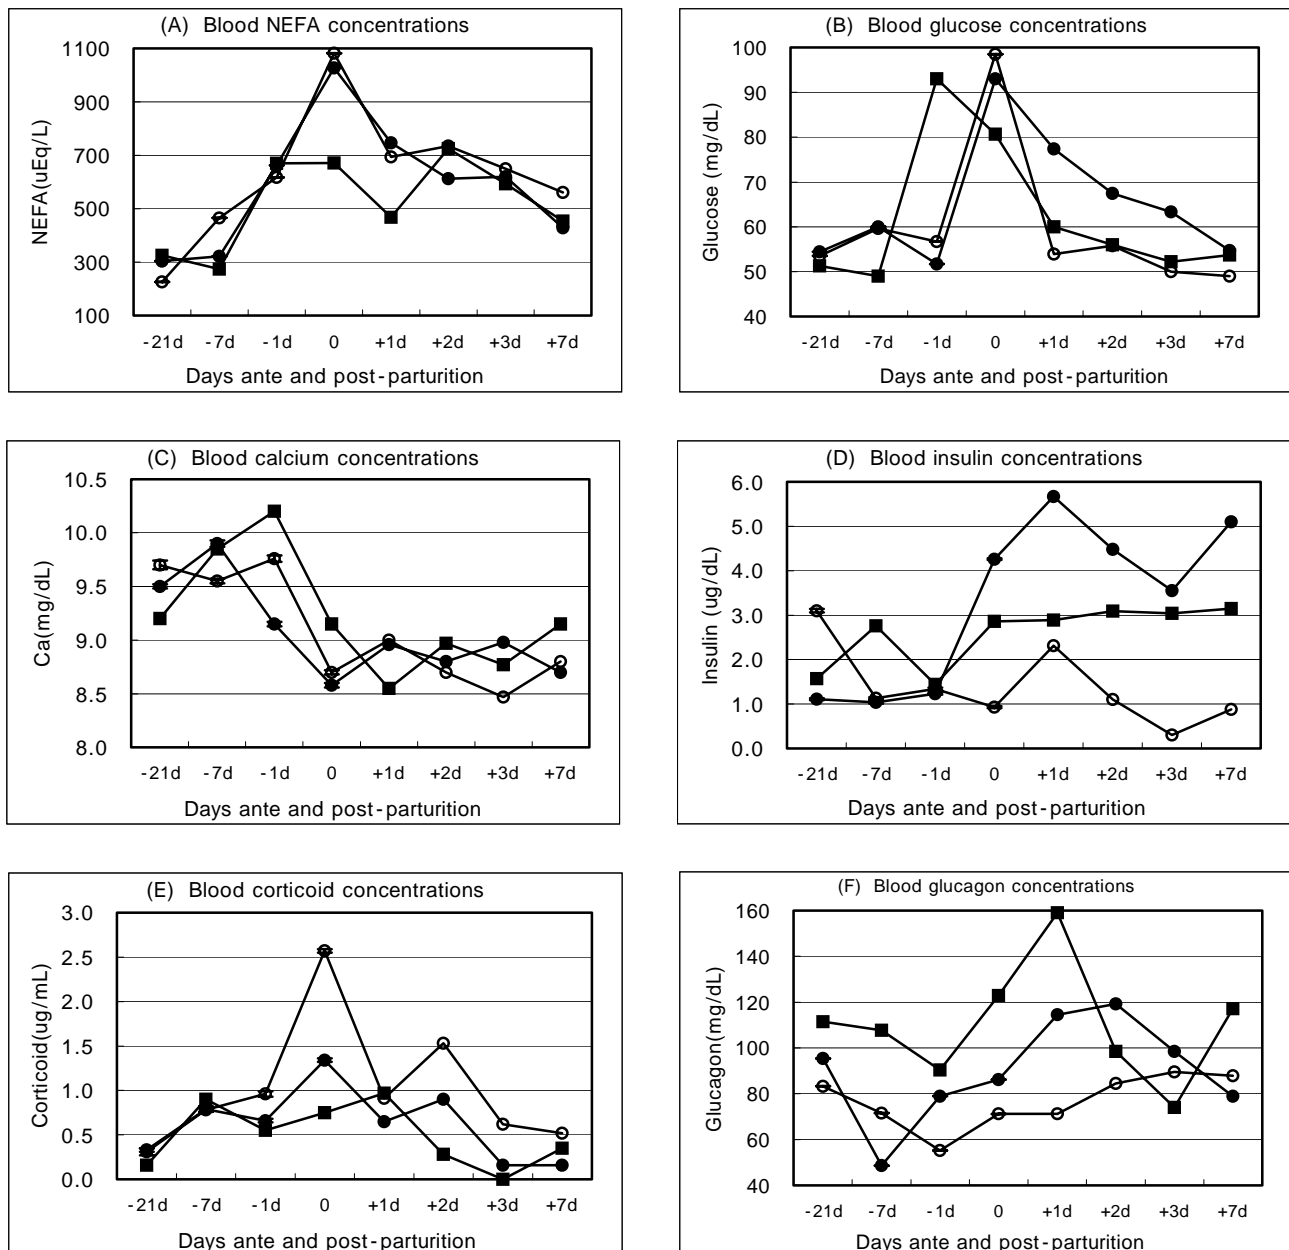 (A) Blood NEFA concentrations
1100
900
700
500
300
100
NEFA(uEq/L)
-21d -7d -1d 0 +1d +2d +3d +7d
Days ante and post-parturition
(B) Blood glucose concentrations
100
90
80
70
60
50
40
Glucose (mg/dL)
-21d -7d -1d 0 +1d +2d +3d +7d
Days ante and post-parturition
(C) Blood calcium concentrations
10.5
10.0
9.5
9.0
8.5
8.0
Ca(mg/dL)
-21d -7d -1d 0 +1d +2d +3d +7d
Days ante and post-parturition
(D) Blood insulin concentrations
6.0
5.0
4.0
3.0
2.0
1.0
0.0
Insulin (ug/dL)
-21d -7d -1d 0 +1d +2d +3d +7d
Days ante and post-parturition
(E) Blood corticoid concentrations
3.0
2.5
2.0
1.5
1.0
0.5
0.0
Corticoid(ug/mL)
-21d -7d -1d 0 +1d +2d +3d +7d
Days ante and post-parturition
(F) Blood glucagon concentrations
160
140
120
100
80
60
40
Glucagon(mg/dL)
-21d -7d -1d 0 +1d +2d +3d +7d
Days ante and post-parturition